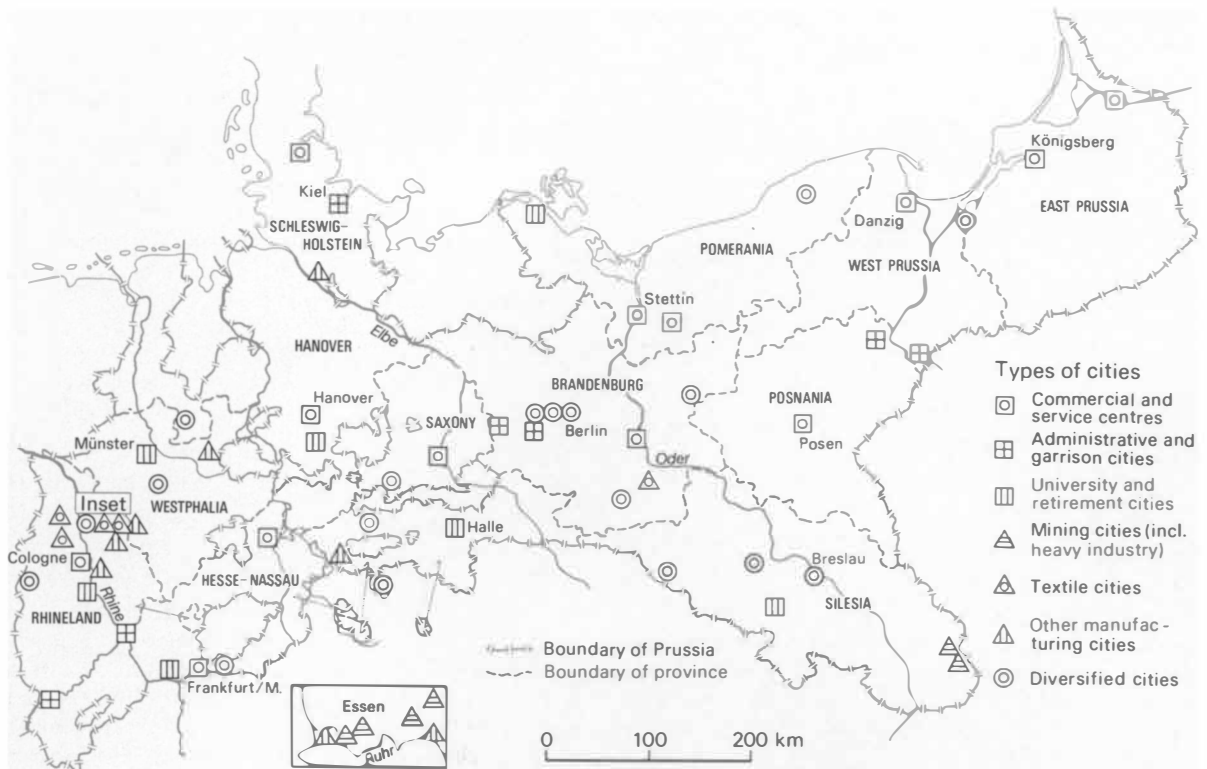 Königsberg
Kiel
EAST PRUSSIA
SCHLESWIG-
HOLSTEIN
Danzig
POMERANIA
WEST PRUSSIA
Stettin
Elbe
HANOVER
BRANDENBURG
Types of cities
Hanover
SAXONY
POSNANIA
Commercial and
service centres
Berlin
Posen
Münster
Administrative and
garrison cities
Oder
Inset
WESTPHALIA
University and
retirement cities
Halle
Mining cities (incl.
heavy industry)
Cologne
HESSE-NASSAU
Breslau
Textile cities
RHINELAND
Rhine
SILESIA
Other manufac-
turing cities
Boundary of Prussia
Boundary of province
Diversified cities
Frankfurt/M.
Essen
Ruhr
0 100 200 km